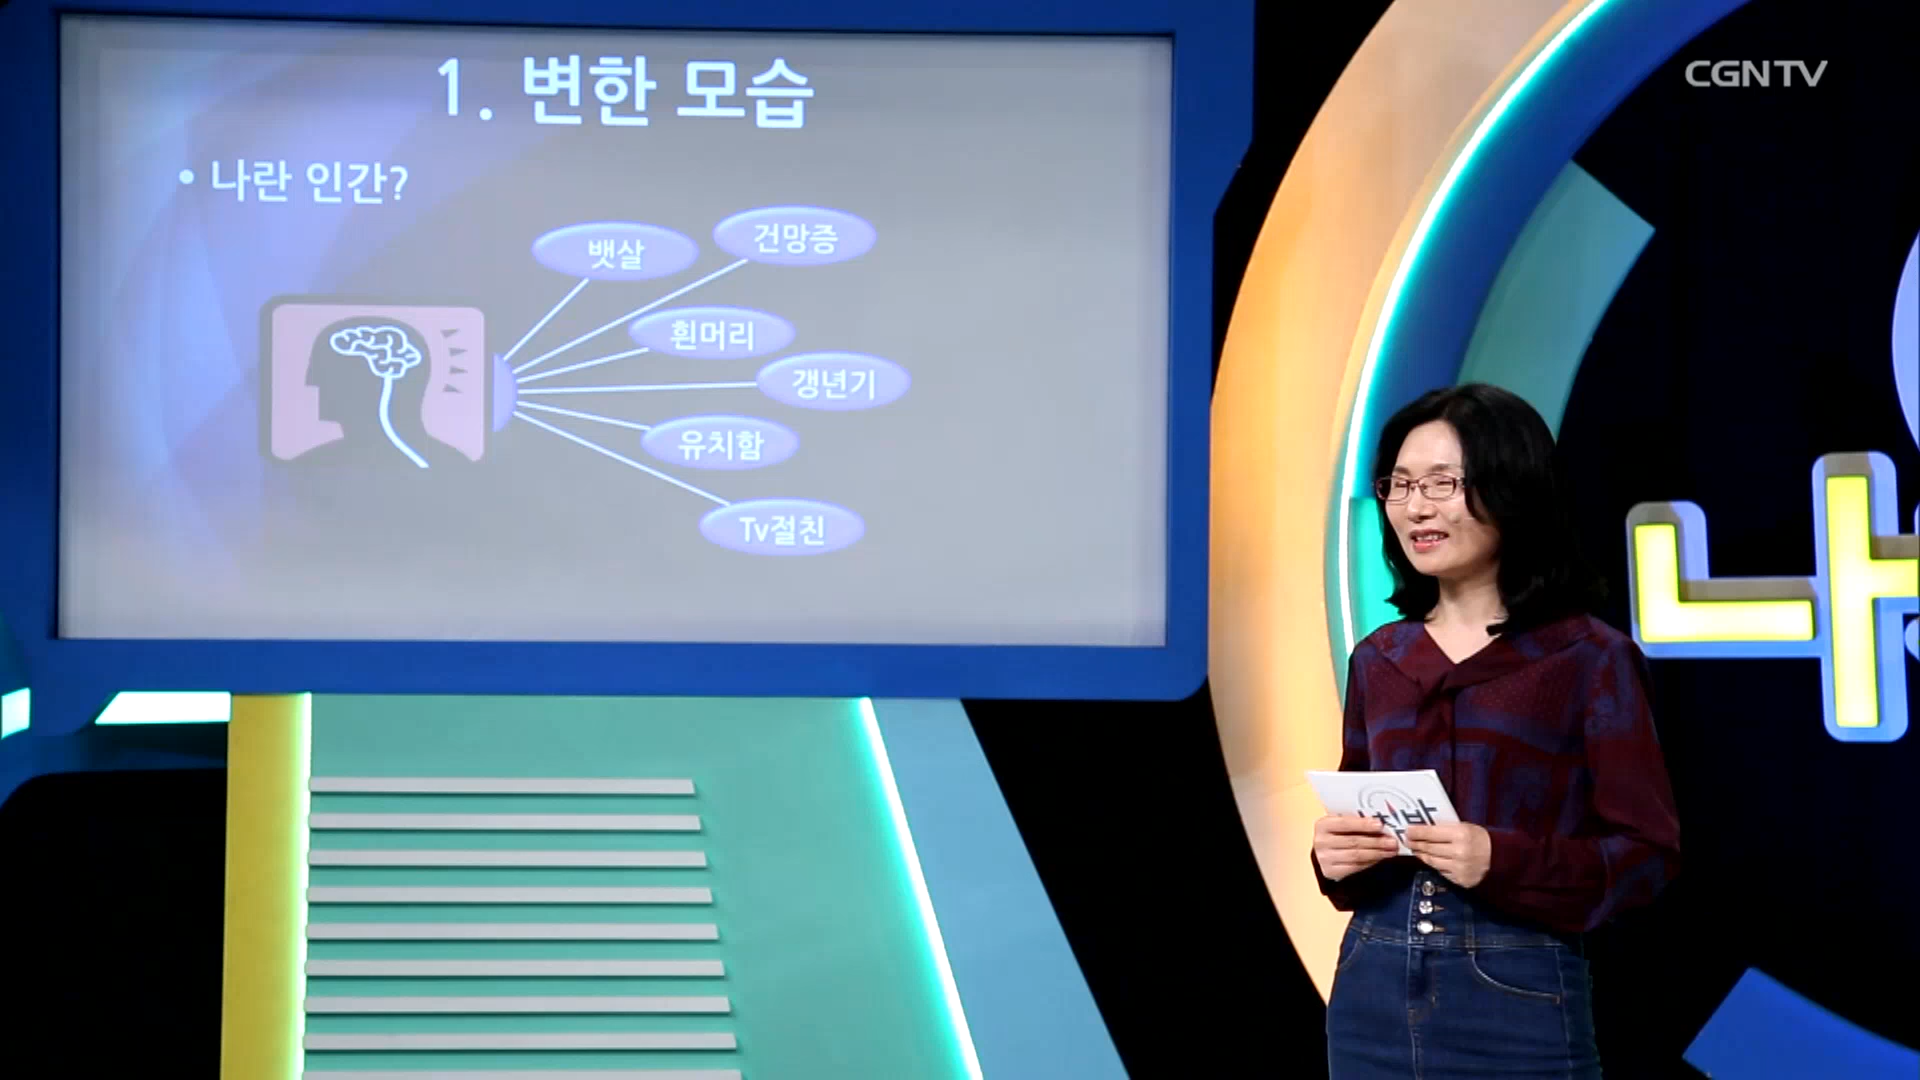 1. 변한 모습
CGNTV
• 나란 인간?
뱃살
건망증
흰머리
갱년기
유치함
Tv절친
나